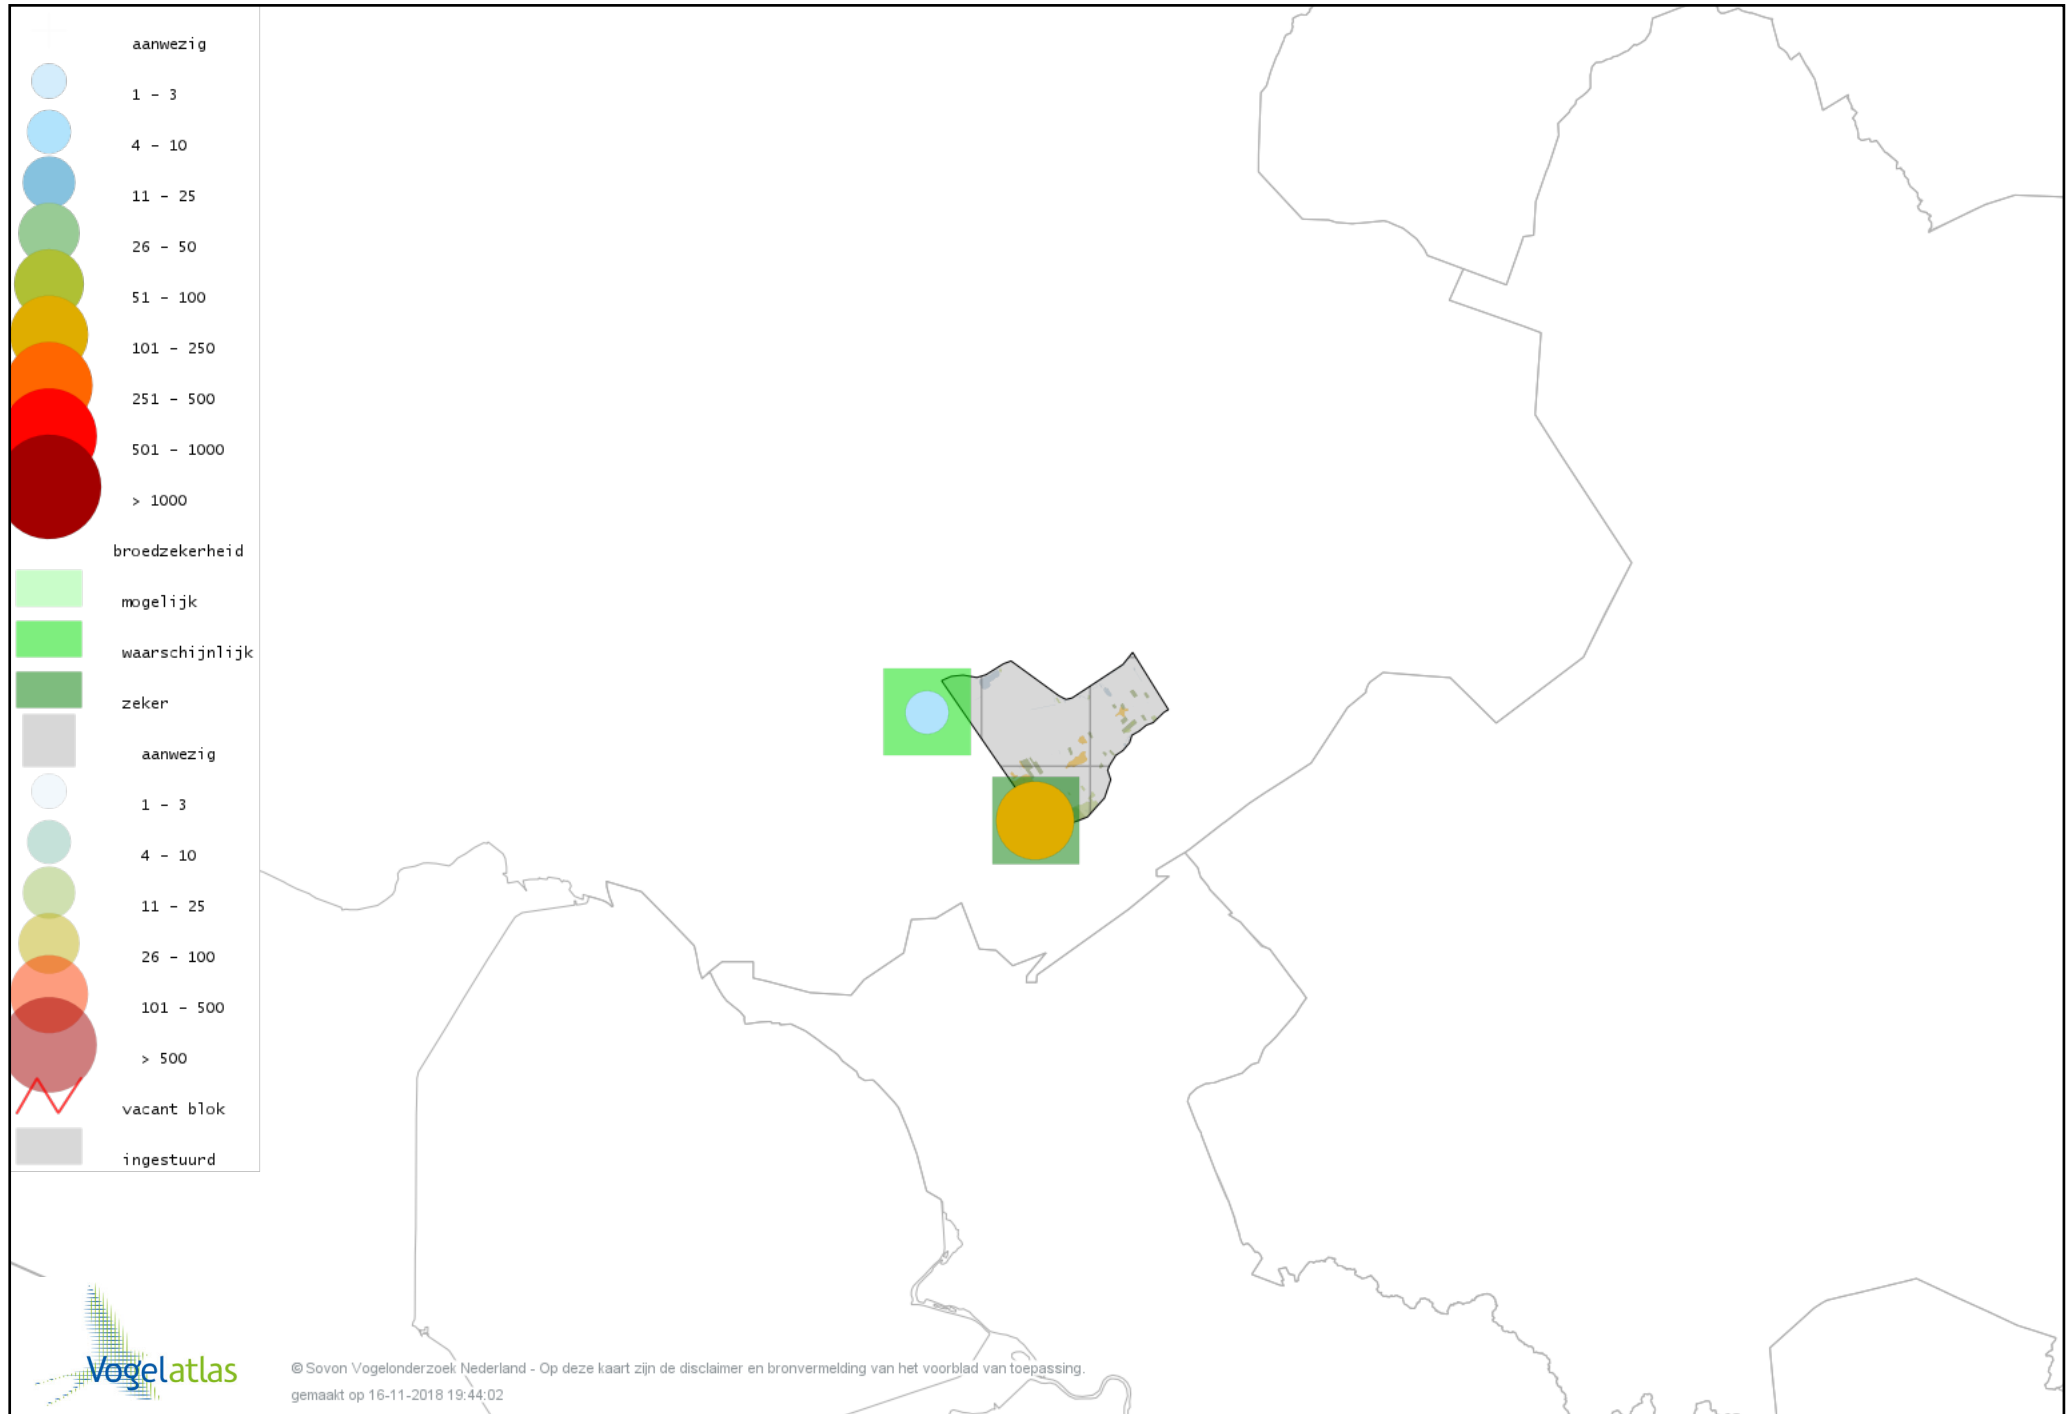 aanwezig
1 - 3
4 - 10
11 - 25
26 - 50
51 - 100
101 - 250
251 - 500
501 - 1000
> 1000
broedzekerheid
mogelijk
waarschijnlijk
zeker
aanwezig
1 - 3
4 - 10
11 - 25
26 - 100
101 - 500
> 500
vacant blok
ingestuurd
Vogelatlas
© Sovon Vogelonderzoek Nederland - Op deze kaart zijn de disclaimer en bronvermelding van het voorblad van toepassing.
gemaakt op 16-11-2018 19:44:02